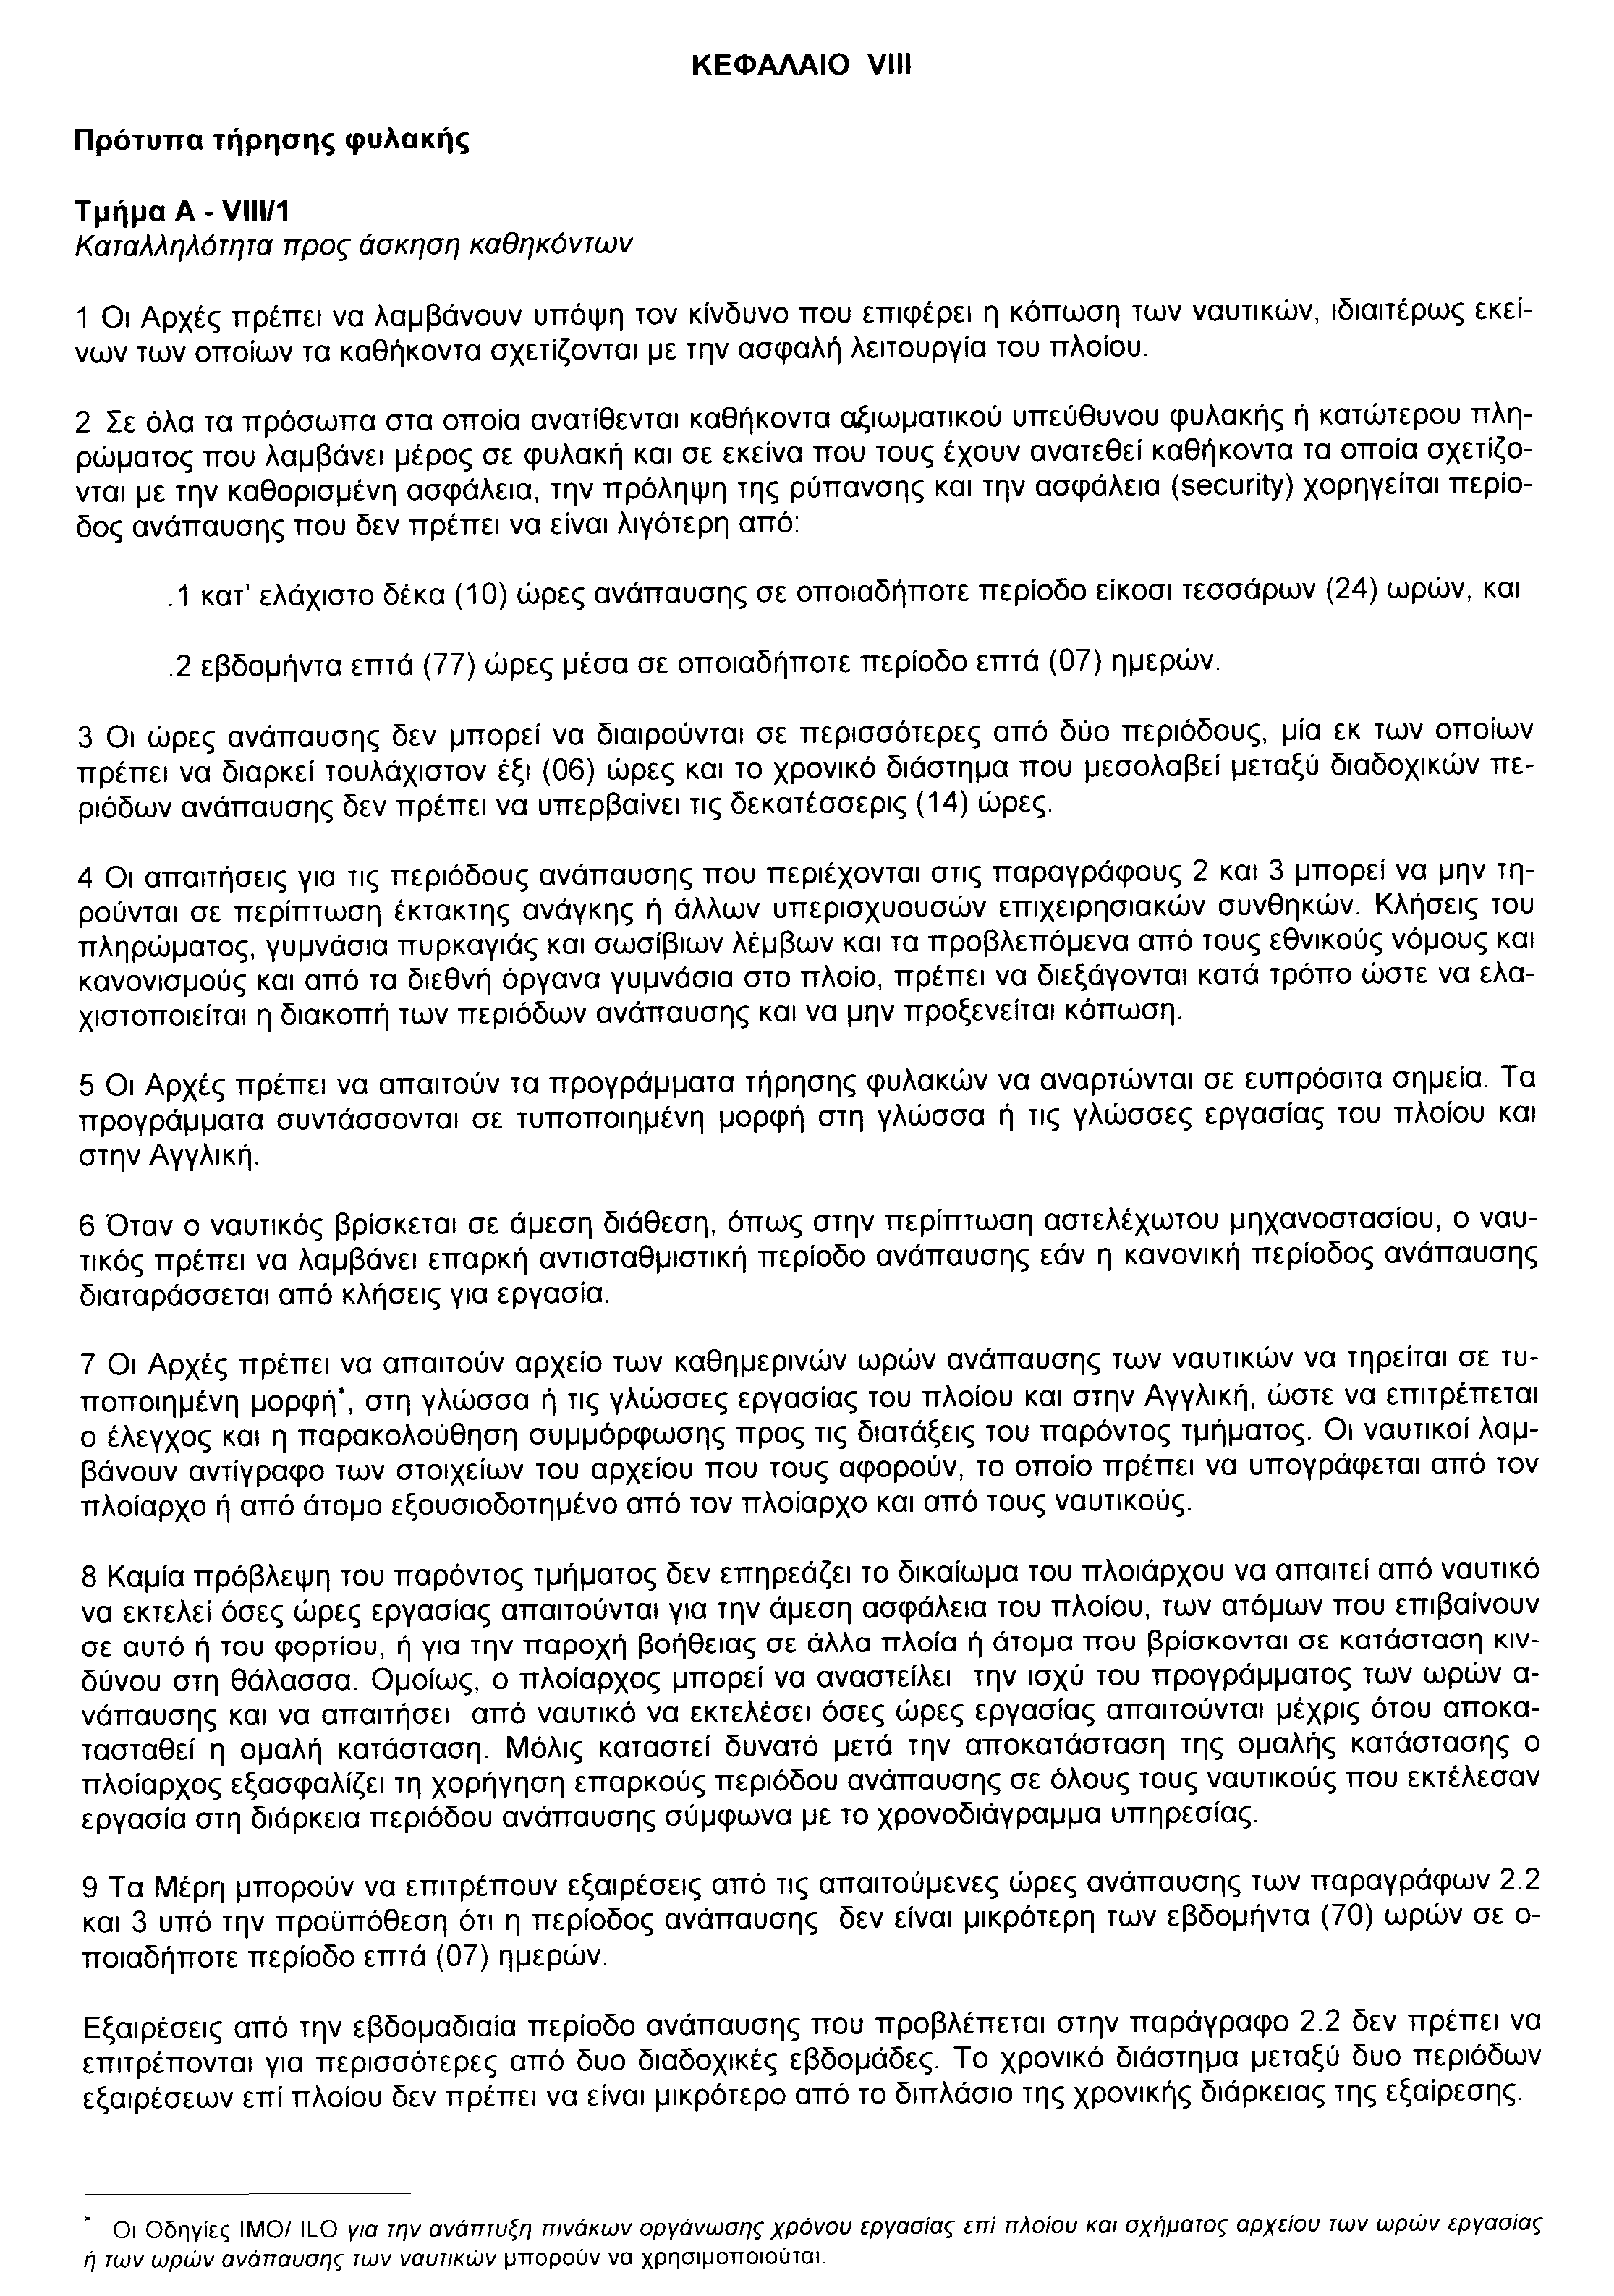 ΚΕΦΑΛΑΙΟ VIII
Πρότυπα τήρησης φυλακής
Τμήμα Α - VIII/1
Καταλληλότητα προς άσκηση καθηκόντων
1 Οι Αρχές πρέπει να λαμβάνουν υπόψη τον κίνδυνο που επιφέρει η κόπωση των ναυτικών, ιδιαιτέρως εκεί-
νων των οποίων τα καθήκοντα σχετίζονται με την ασφαλή λειτουργία του πλοίου.
2 Σε όλα τα πρόσωπα στα οποία ανατίθενται καθήκοντα αξιωματικού υπεύθυνου φυλακής ή κατώτερου πλη-
ρώματος που λαμβάνει μέρος σε φυλακή και σε εκείνα που τους έχουν ανατεθεί καθήκοντα τα οποία σχετίζο-
νται με την καθορισμένη ασφάλεια, την πρόληψη της ρύπανσης και την ασφάλεια (security) χορηγείται περίο-
δος ανάπαυσης που δεν πρέπει να είναι λιγότερη από:
.1 κατ' ελάχιστο δέκα (10) ώρες ανάπαυσης σε οποιαδήποτε περίοδο είκοσι τεσσάρων (24) ωρών, και
.2 εβδομήντα επτά (77) ώρες μέσα σε οποιαδήποτε περίοδο επτά (07) ημερών.
3 Οι ώρες ανάπαυσης δεν μπορεί να διαιρούνται σε περισσότερες από δύο περιόδους, μία εκ των οποίων
πρέπει να διαρκεί τουλάχιστον έξι (06) ώρες και το χρονικό διάστημα που μεσολαβεί μεταξύ διαδοχικών πε-
ριόδων ανάπαυσης δεν πρέπει να υπερβαίνει τις δεκατέσσερις (14) ώρες.
4 Οι απαιτήσεις για τις περιόδους ανάπαυσης που περιέχονται στις παραγράφους 2 και 3 μπορεί να μην τη-
ρούνται σε περίπτωση έκτακτης ανάγκης ή άλλων υπερισχυουσών επιχειρησιακών συνθηκών. Κλήσεις του
πληρώματος, γυμνάσια πυρκαγιάς και σωσίβιων λέμβων και τα προβλεπόμενα από τους εθνικούς νόμους και
κανονισμούς και από τα διεθνή όργανα γυμνάσια στο πλοίο, πρέπει να διεξάγονται κατά τρόπο ώστε να ελα-
χιστοποιείται η διακοπή των περιόδων ανάπαυσης και να μην προξενείται κόπωση.
5 Οι Αρχές πρέπει να απαιτούν τα προγράμματα τήρησης φυλακών να αναρτώνται σε ευπρόσιτα σημεία. Τα
προγράμματα συντάσσονται σε τυποποιημένη μορφή στη γλώσσα ή τις γλώσσες εργασίας του πλοίου και
στην Αγγλική.
6 Όταν ο ναυτικός βρίσκεται σε άμεση διάθεση, όπως στην περίπτωση αστελέχωτου μηχανοστασίου, ο ναυ-
τικός πρέπει να λαμβάνει επαρκή αντισταθμιστική περίοδο ανάπαυσης εάν η κανονική περίοδος ανάπαυσης
διαταράσσεται από κλήσεις για εργασία.
7 Οι Αρχές πρέπει να απαιτούν αρχείο των καθημερινών ωρών ανάπαυσης των ναυτικών να τηρείται σε τυ-
ποποιημένη μορφή*, στη γλώσσα ή τις γλώσσες εργασίας του πλοίου και στην Αγγλική, ώστε να επιτρέπεται
ο έλεγχος και η παρακολούθηση συμμόρφωσης προς τις διατάξεις του παρόντος τμήματος. Οι ναυτικοί λαμ-
βάνουν αντίγραφο των στοιχείων του αρχείου που τους αφορούν, το οποίο πρέπει να υπογράφεται από τον
πλοίαρχο ή από άτομο εξουσιοδοτημένο από τον πλοίαρχο και από τους ναυτικούς.
8 Καμία πρόβλεψη του παρόντος τμήματος δεν επηρεάζει το δικαίωμα του πλοιάρχου να απαιτεί από ναυτικό
να εκτελεί όσες ώρες εργασίας απαιτούνται για την άμεση ασφάλεια του πλοίου, των ατόμων που επιβαίνουν
σε αυτό ή του φορτίου, ή για την παροχή βοήθειας σε άλλα πλοία ή άτομα που βρίσκονται σε κατάσταση κιν-
δύνου στη θάλασσα. Ομοίως, ο πλοίαρχος μπορεί να αναστείλει την ισχύ του προγράμματος των ωρών α-
νάπαυσης και να απαιτήσει από ναυτικό να εκτελέσει όσες ώρες εργασίας απαιτούνται μέχρις ότου αποκα-
τασταθεί η ομαλή κατάσταση. Μόλις καταστεί δυνατό μετά την αποκατάσταση της ομαλής κατάστασης ο
πλοίαρχος εξασφαλίζει τη χορήγηση επαρκούς περιόδου ανάπαυσης σε όλους τους ναυτικούς που εκτέλεσαν
εργασία στη διάρκεια περιόδου ανάπαυσης σύμφωνα με το χρονοδιάγραμμα υπηρεσίας.
9 Τα Μέρη μπορούν να επιτρέπουν εξαιρέσεις από τις απαιτούμενες ώρες ανάπαυσης των παραγράφων 2.2
και 3 υπό την προϋπόθεση ότι η περίοδος ανάπαυσης δεν είναι μικρότερη των εβδομήντα (70) ωρών σε ο-
ποιαδήποτε περίοδο επτά (07) ημερών.
Εξαιρέσεις από την εβδομαδιαία περίοδο ανάπαυσης που προβλέπεται στην παράγραφο 2.2 δεν πρέπει να
επιτρέπονται για περισσότερες από δυο διαδοχικές εβδομάδες. Το χρονικό διάστημα μεταξύ δυο περιόδων
εξαιρέσεων επί πλοίου δεν πρέπει να είναι μικρότερο από το διπλάσιο της χρονικής διάρκειας της εξαίρεσης.
* Οι Οδηγίες IMO/ ILO για την ανάπτυξη πινάκων οργάνωσης χρόνου εργασίας επί πλοίου και σχήματος αρχείου των ωρών εργασίας
ή των ωρών ανάπαυσης των ναυτικών μπορούν να χρησιμοποιούται.